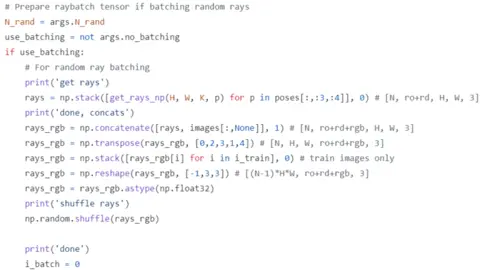 # Prepare raybatch tensor if batching random rays
N_rand = args.N_rand
use_batching = not args.no_batching
if use_batching:
    # For random ray batching
    print('get rays')
    rays = np.stack([get_rays_np(H, W, K, p) for p in poses[:,:3,:4]], 0) # [N, ro+rd, H, W, 3]
    print('done, concats')
    rays_rgb = np.concatenate([rays, images[:,None]], 1) # [N, ro+rd+rgb, H, W, 3]
    rays_rgb = np.transpose(rays_rgb, [0,2,3,1,4]) # [N, H, W, ro+rd+rgb, 3]
    rays_rgb = np.stack([rays_rgb[i] for i in i_train], 0) # train images only
    rays_rgb = np.reshape(rays_rgb, [-1,3,3]) # [(N-1)*H*W, ro+rd+rgb, 3]
    rays_rgb = rays_rgb.astype(np.float32)
    print('shuffle rays')
    np.random.shuffle(rays_rgb)
    print('done')
    i_batch = 0